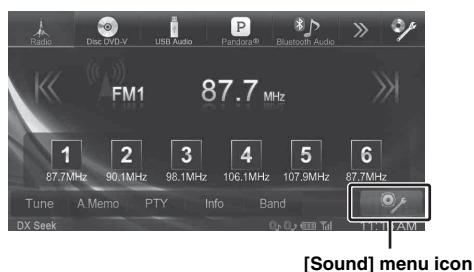 Radio Disc DVD-V USB Audio P Pandora® Bluetooth Audio
FM1 87.7 MHz
1 2 3 4 5 6
87.7MHz 90.1MHz 98.1MHz 106.1MHz 107.9MHz 87.7MHz
Tune A.Memo PTY Info Band
DX Seek 11:15 AM
[Sound] menu icon